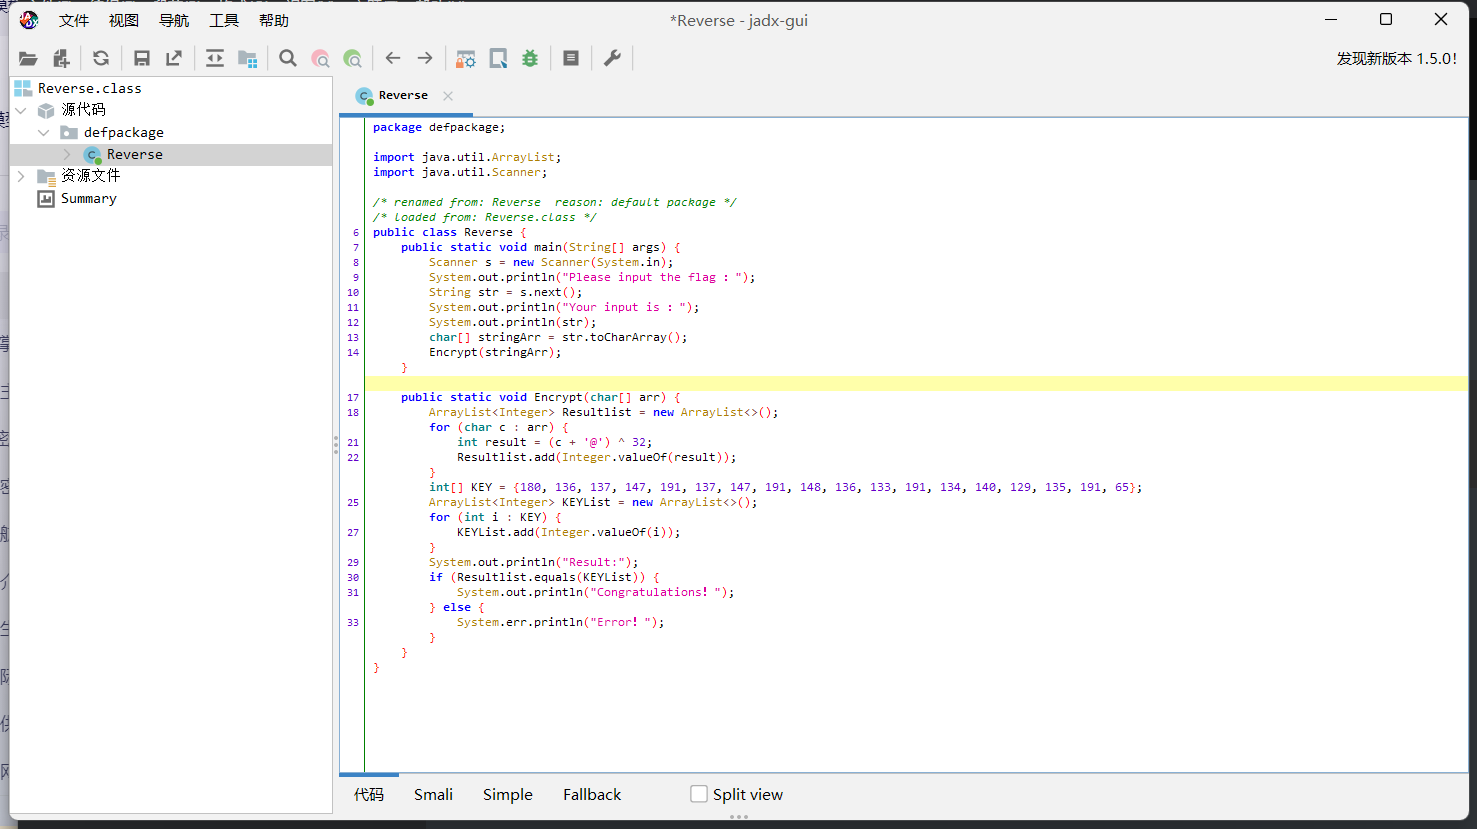 文件 视图 导航 工具 帮助
*Reverse - jadx-gui
发现新版本 1.5.0!
Reverse.class
源代码
defpackage
Reverse
资源文件
Summary
Reverse
package defpackage;
import java.util.ArrayList;
import java.util.Scanner;
/* renamed from: Reverse  reason: default package */
/* loaded from: Reverse.class */
6 public class Reverse {
7     public static void main(String[] args) {
8         Scanner s = new Scanner(System.in);
9         System.out.println("Please input the flag : ");
10         String str = s.next();
11         System.out.println("Your input is : ");
12         System.out.println(str);
13         char[] stringArr = str.toCharArray();
14         Encrypt(stringArr);
    }
17     public static void Encrypt(char[] arr) {
18         ArrayList<Integer> Resultlist = new ArrayList<>();
        for (char c : arr) {
21             int result = (c + '@') ^ 32;
22             Resultlist.add(Integer.valueOf(result));
        }
        int[] KEY = {180, 136, 137, 147, 191, 137, 147, 191, 148, 136, 133, 191, 134, 140, 129, 135, 191, 65};
25         ArrayList<Integer> KEYList = new ArrayList<>();
        for (int i : KEY) {
27             KEYList.add(Integer.valueOf(i));
        }
29         System.out.println("Result:");
30         if (Resultlist.equals(KEYList)) {
31             System.out.println("Congratulations！");
        } else {
33             System.err.println("Error！");
        }
    }
}
代码 Smali Simple Fallback Split view